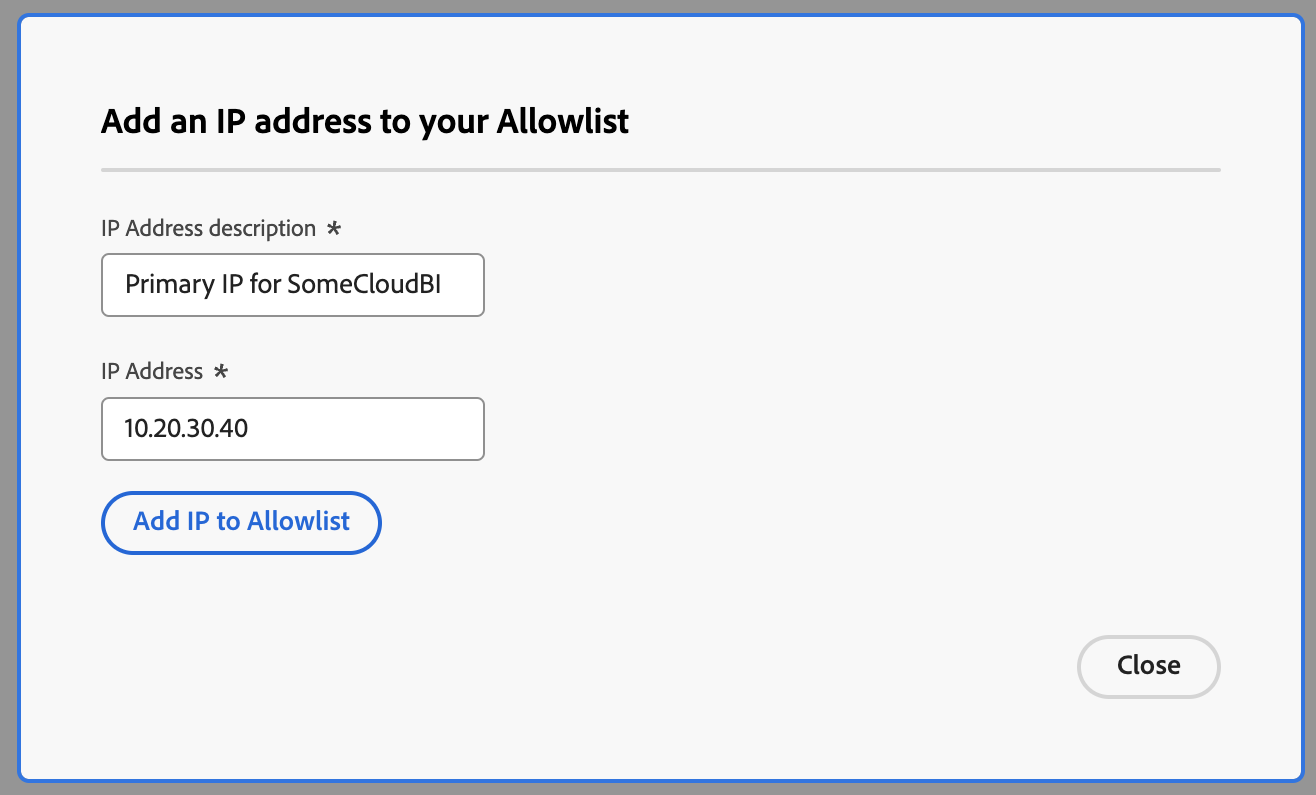 Add an IP address to your Allowlist
IP Address description *
Primary IP for SomeCloudBI
IP Address *
10.20.30.40
Add IP to Allowlist
Close